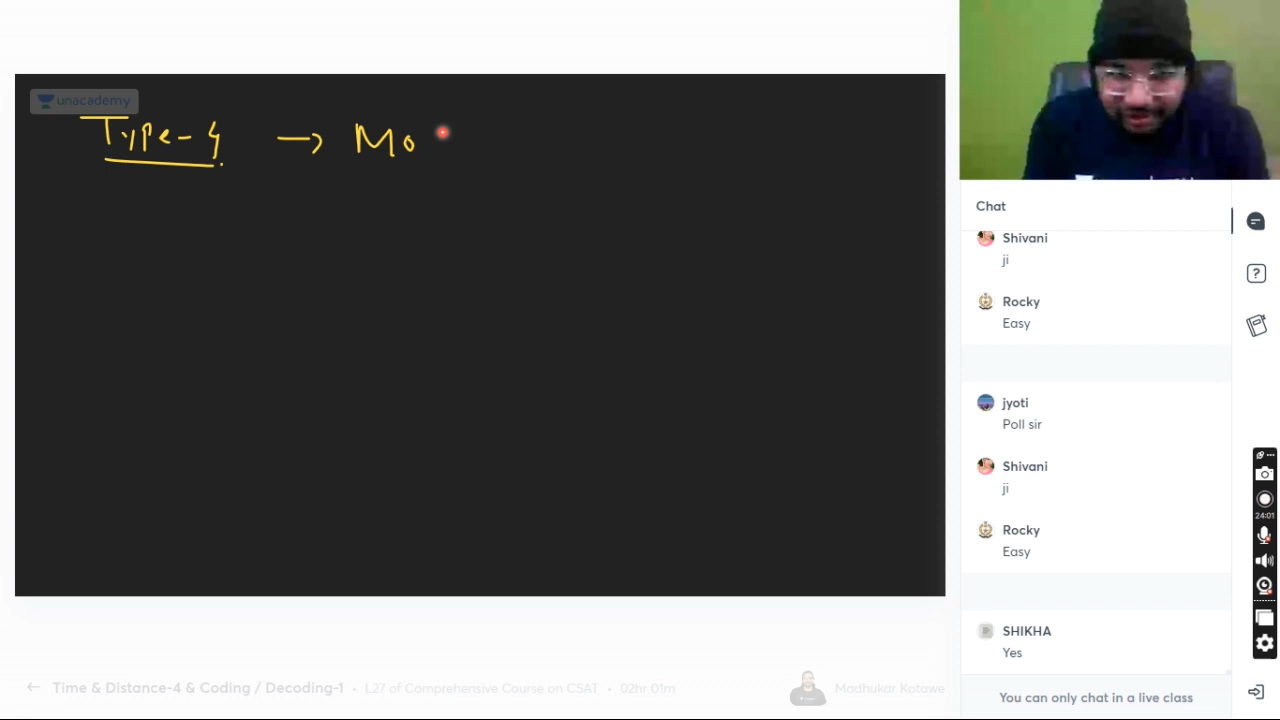 unacademy
Type-4 → Mo
Chat
Shivani
ji
Rocky
Easy
jyoti
Poll sir
Shivani
ji
Rocky
Easy
SHIKHA
Yes
You can only chat in a live class
24:01
← Time & Distance-4 & Coding / Decoding-1 • L27 of Comprehensive Course on CSAT • 02hr 01m
Madhukar Kotawe